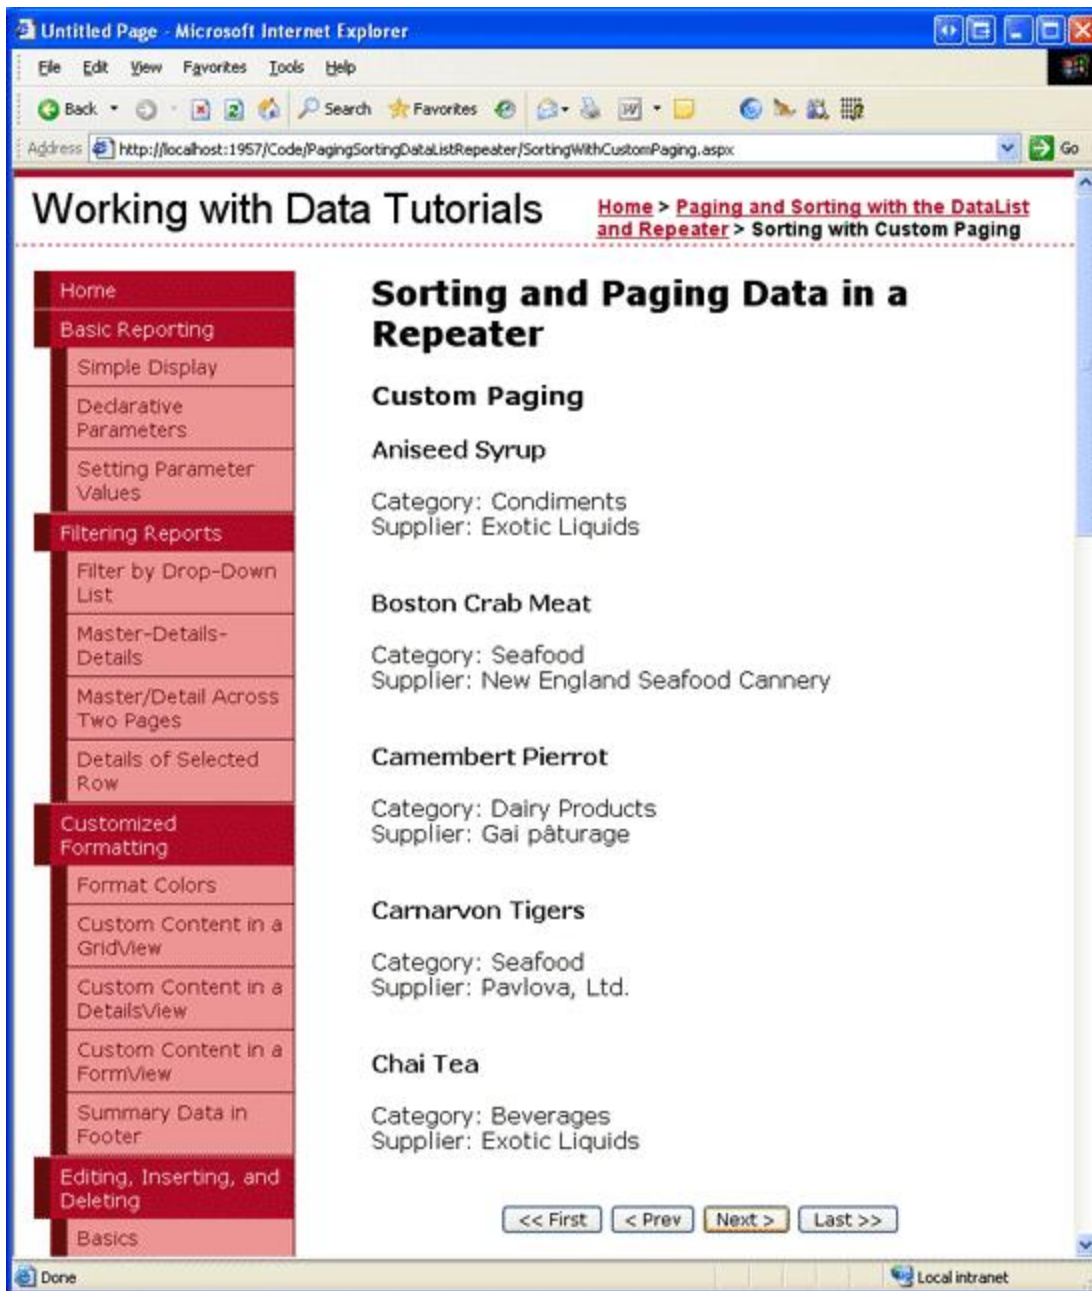 Untitled Page - Microsoft Internet Explorer
File Edit View Favorites Tools Help
Back Search Favorites
Address http://localhost:1957/Code/PagingSortingDataListRepeater/SortingWithCustomPaging.aspx Go
Working with Data Tutorials
Home > Paging and Sorting with the DataList
and Repeater > Sorting with Custom Paging
Home
Basic Reporting
Simple Display
Declarative
Parameters
Setting Parameter
Values
Filtering Reports
Filter by Drop-Down
List
Master-Details-
Details
Master/Detail Across
Two Pages
Details of Selected
Row
Customized
Formatting
Format Colors
Custom Content in a
GridView
Custom Content in a
DetailsView
Custom Content in a
FormView
Summary Data in
Footer
Editing, Inserting, and
Deleting
Basics
Sorting and Paging Data in a
Repeater
Custom Paging
Aniseed Syrup
Category: Condiments
Supplier: Exotic Liquids
Boston Crab Meat
Category: Seafood
Supplier: New England Seafood Cannery
Camembert Pierrot
Category: Dairy Products
Supplier: Gai pâturage
Carnarvon Tigers
Category: Seafood
Supplier: Pavlova, Ltd.
Chai Tea
Category: Beverages
Supplier: Exotic Liquids
<< First < Prev Next > Last >>
Done Local intranet